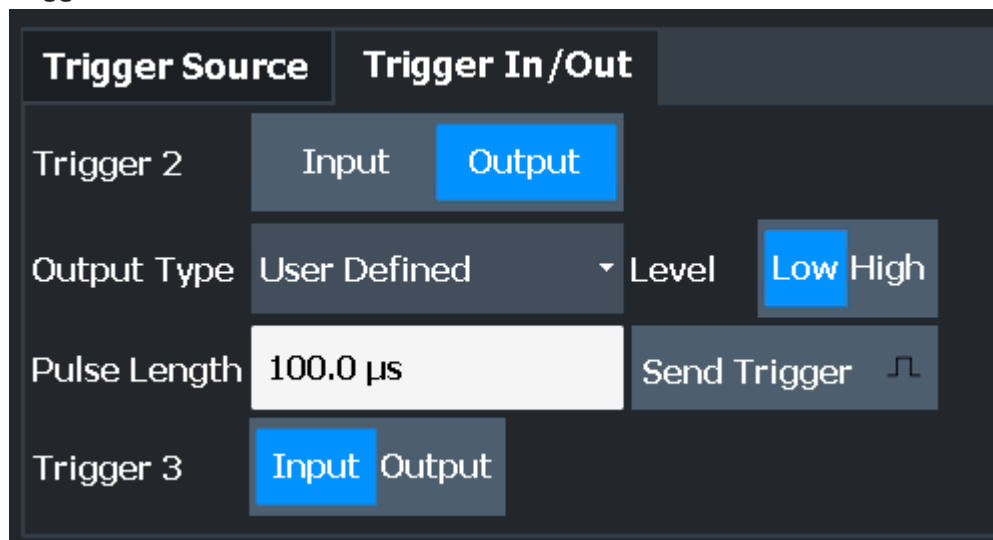 Trigger Source Trigger In/Out
Trigger 2 Input Output
Output Type User Defined Level Low High
Pulse Length 100.0 µs Send Trigger
Trigger 3 Input Output